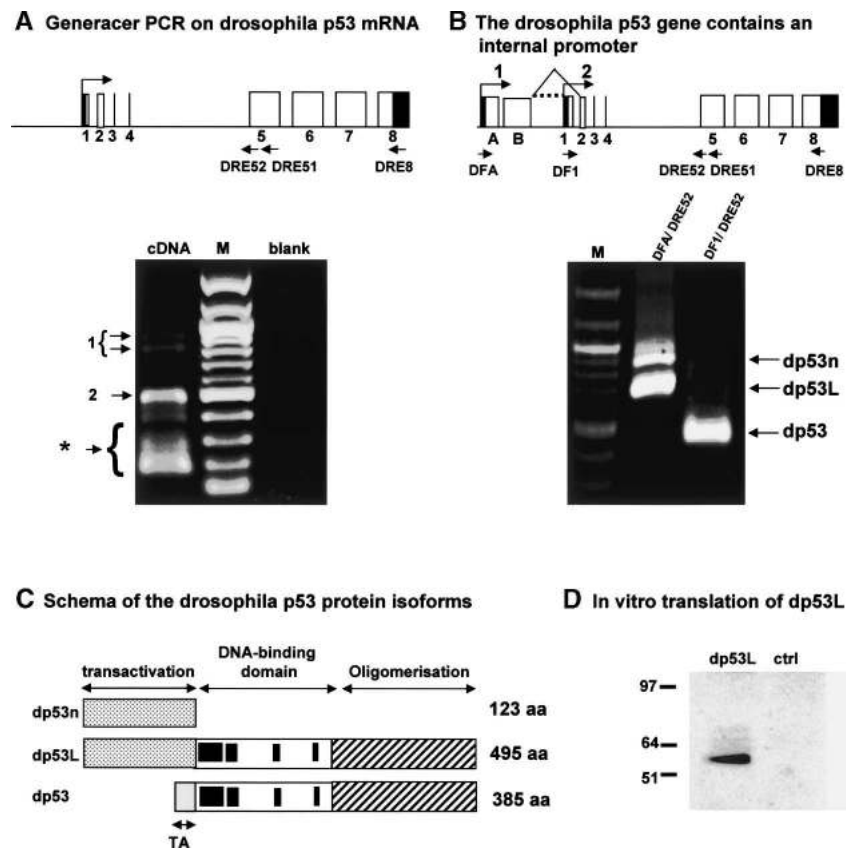 A Generacer PCR on drosophila p53 mRNA
1 2 3 4 5 6 7 8
DRE52 DRE51 DRE8
cDNA M blank
1
2
*
B The drosophila p53 gene contains an
internal promoter
1 2
A B 1 2 3 4 5 6 7 8
DFA DF1 DRE52 DRE51 DRE8
M DFA/ DRE52 DF1/ DRE52
dp53n
dp53L
dp53
C Schema of the drosophila p53 protein isoforms
transactivation DNA-binding domain Oligomerisation
dp53n 123 aa
dp53L 495 aa
dp53 385 aa
TA
D In vitro translation of dp53L
dp53L ctrl
97
64
51